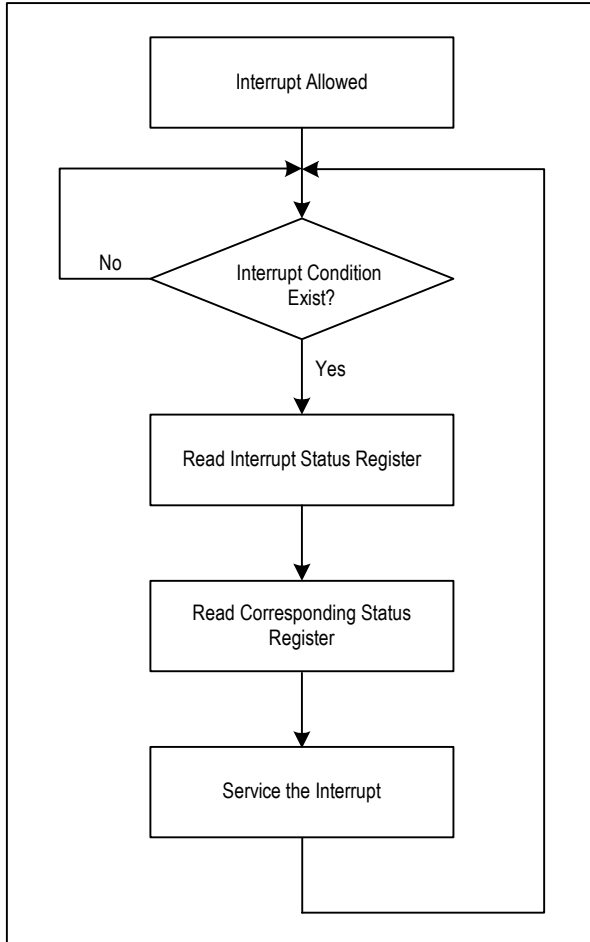 Interrupt Allowed
Interrupt Condition
Exist?
No
Yes
Read Interrupt Status Register
Read Corresponding Status
Register
Service the Interrupt